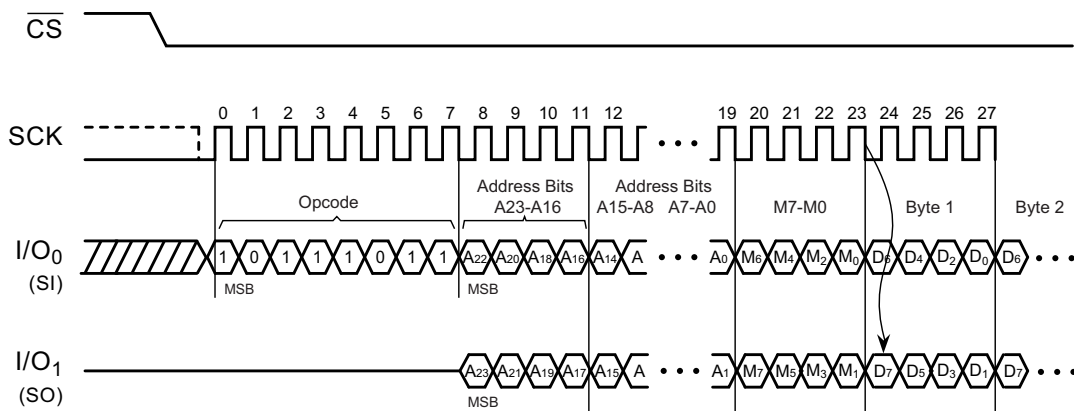 CS
0 1 2 3 4 5 6 7 8 9 10 11 12 19 20 21 22 23 24 25 26 27
SCK
Opcode
Address Bits
A23-A16
Address Bits
A15-A8 A7-A0
M7-M0
Byte 1
Byte 2
I/O0
(SI)
1 0 1 1 1 0 1 1 A22 A20 A18 A16 A14 A A0 M6 M4 M2 M0 D6 D4 D2 D0 D6
MSB MSB
I/O1
(SO)
A23 A21 A19 A17 A15 A A1 M7 M5 M3 M1 D7 D5 D3 D1 D7
MSB